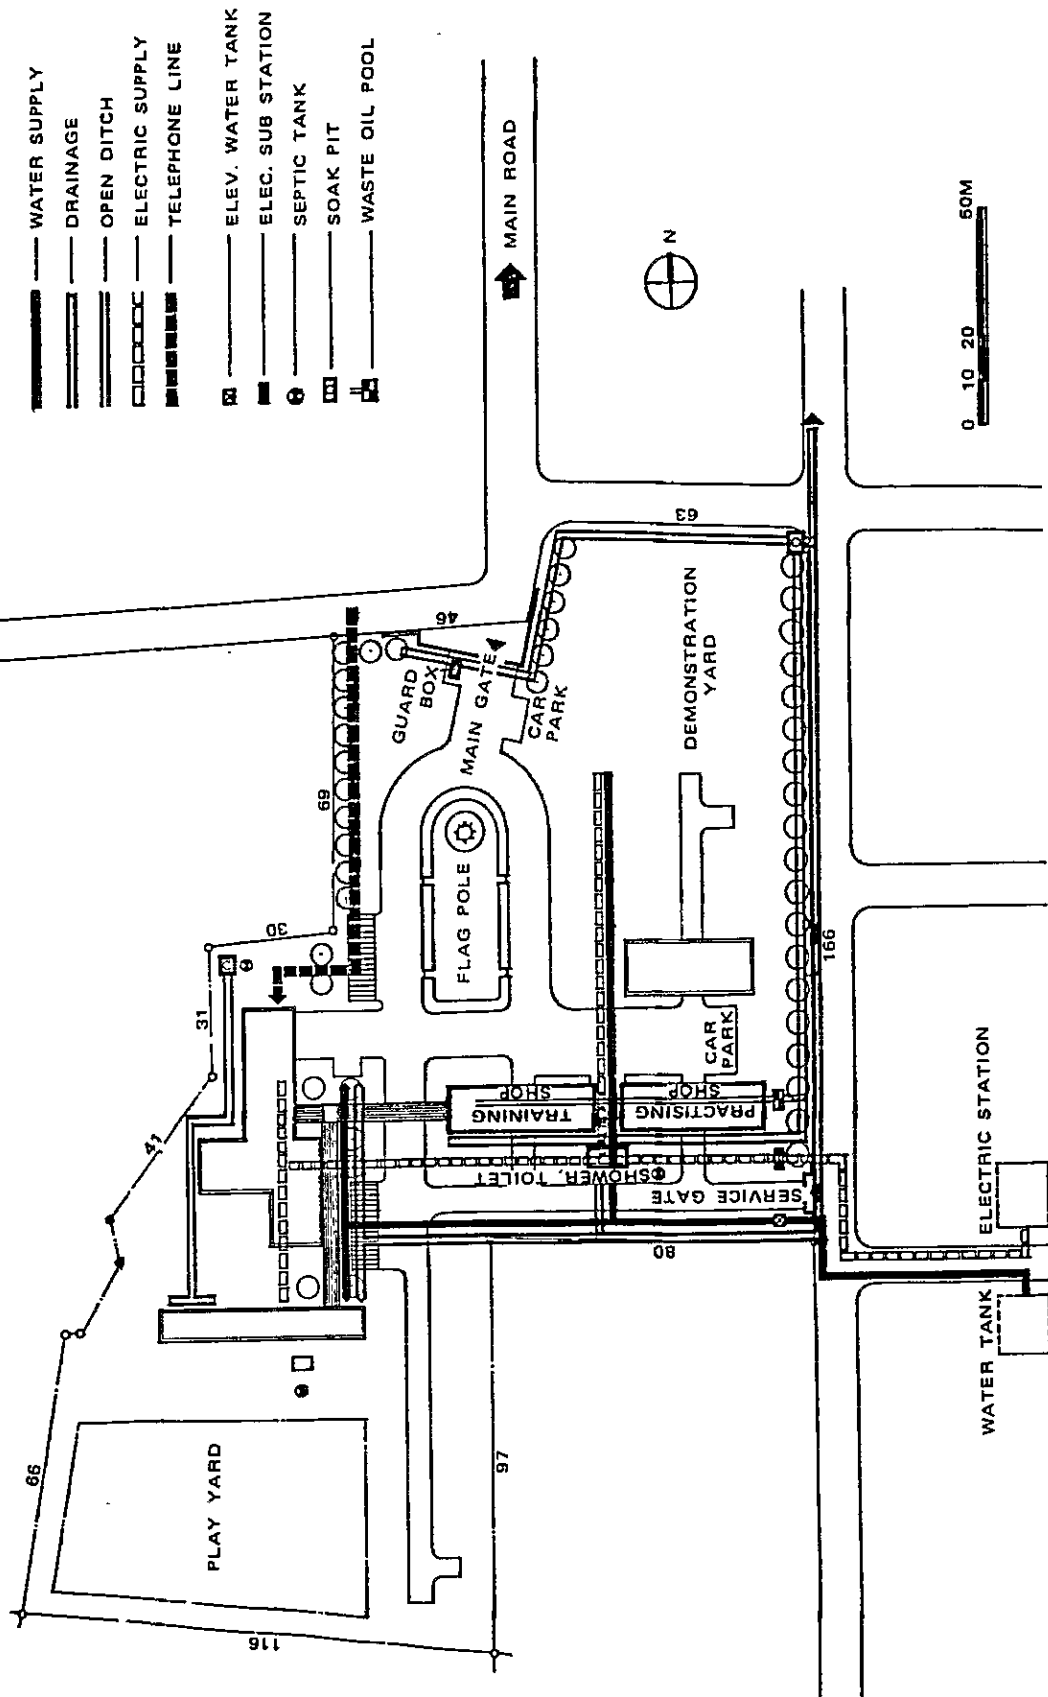 WATER SUPPLY
DRAINAGE
OPEN DITCH
ELECTRIC SUPPLY
TELEPHONE LINE
ELEV. WATER TANK
ELEC. SUB STATION
SEPTIC TANK
SOAK PIT
WASTE OIL POOL
MAIN ROAD
N
0 10 20 50M
66
116
PLAY YARD
97
41
31
30
69
46
63
GUARD
BOX
MAIN GATE
CAR
PARK
FLAG POLE
DEMONSTRATION
YARD
CAR
PARK
TRAINING
SHOP
PRACTISING
SHOP
SHOWER, TOILET
SERVICE GATE
80
166
WATER TANK
ELECTRIC STATION